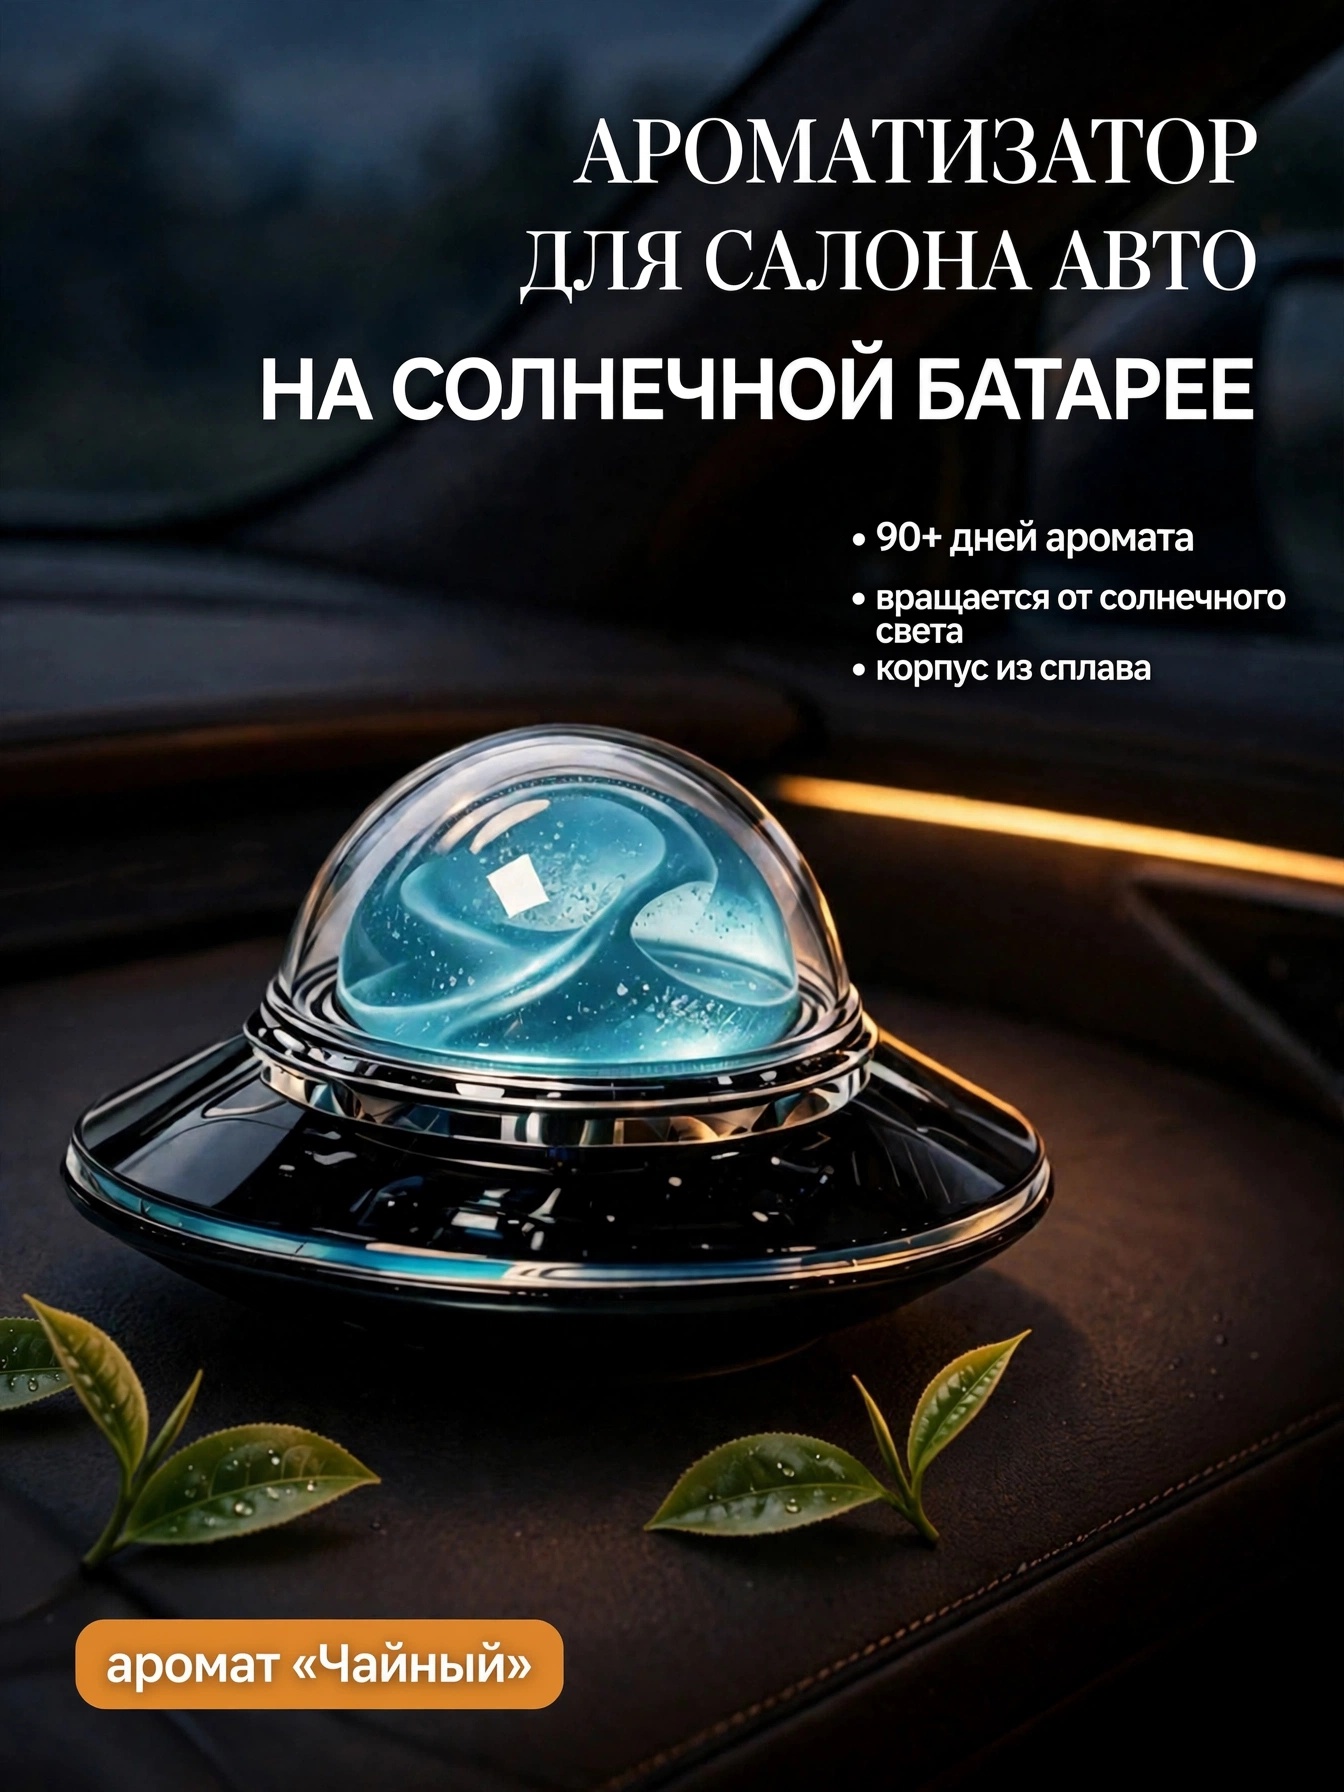 АРОМАТИЗАТОР
ДЛЯ САЛОНА АВТО
НА СОЛНЕЧНОЙ БАТАРЕЕ
• 90+ дней аромата
• вращается от солнечного
света
• корпус из сплава
аромат «Чайный»